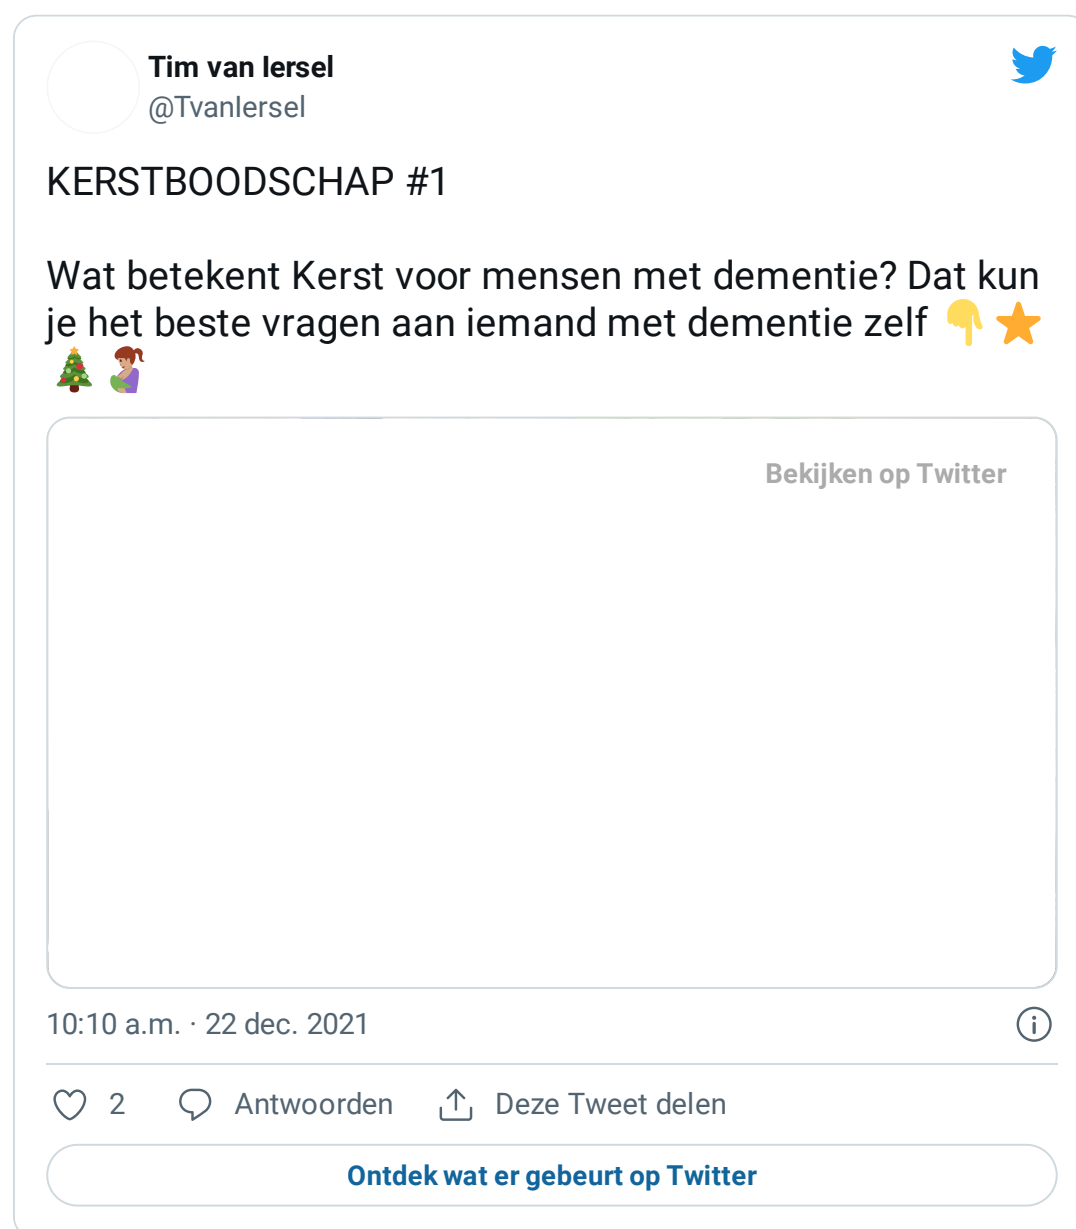 Tim van Iersel
@TvanIersel
KERSTBOODSCHAP #1
Wat betekent Kerst voor mensen met dementie? Dat kun
je het beste vragen aan iemand met dementie zelf 👇⭐
🎄🤱🏽
Bekijken op Twitter
10:10 a.m. · 22 dec. 2021
2 Antwoorden Deze Tweet delen
Ontdek wat er gebeurt op Twitter